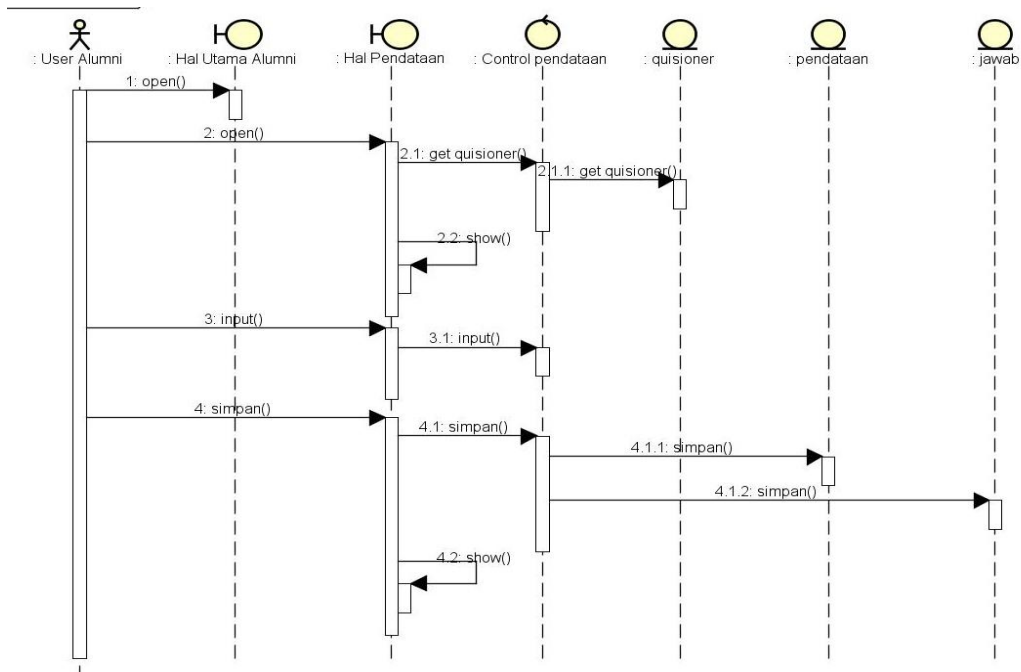 : User Alumni
: Hal Utama Alumni
: Hal Pendataan
: Control pendataan
: quisioner
: pendataan
: jawab
1: open()
2: open()
2.1: get quisioner()
2.1.1: get quisioner()
2.2: show()
3: input()
3.1: input()
4: simpan()
4.1: simpan()
4.1.1: simpan()
4.1.2: simpan()
4.2: show()